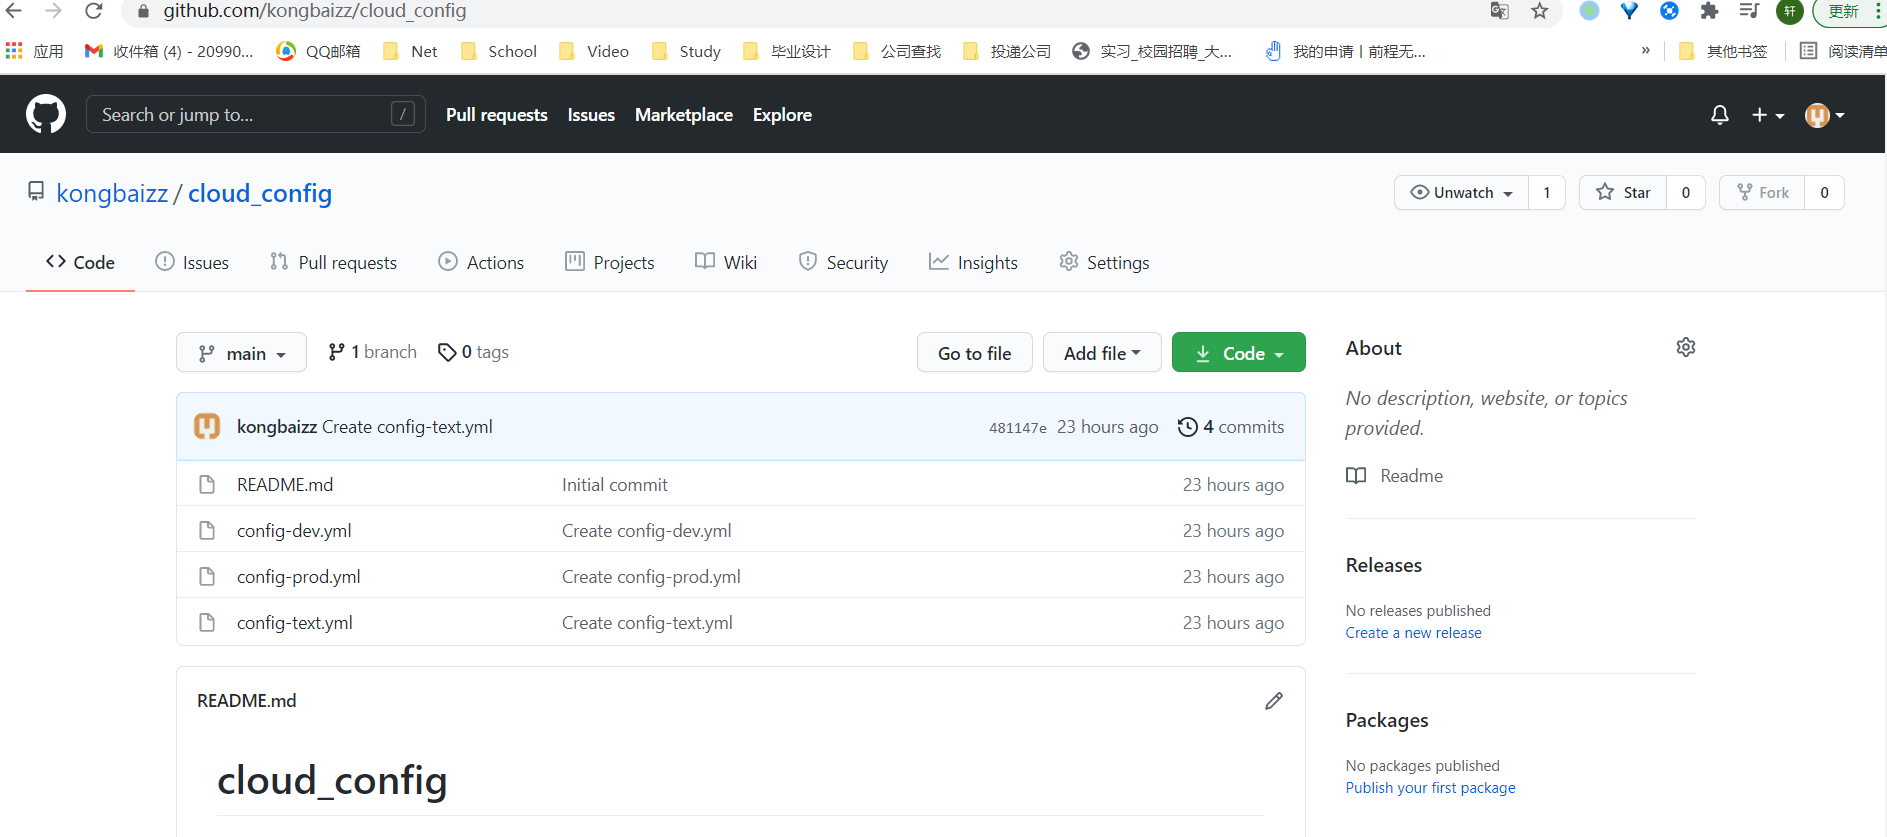 github.com/kongbaizz/cloud_config
更新
应用 收件箱 (4) - 20990... QQ邮箱 Net School Video Study 毕业设计 公司查找 投递公司 实习_校园招聘_大... 我的申请丨前程无... » 其他书签 阅读清单
轩
Search or jump to... / Pull requests Issues Marketplace Explore
kongbaizz / cloud_config
Unwatch 1 Star 0 Fork 0
Code Issues Pull requests Actions Projects Wiki Security Insights Settings
main 1 branch 0 tags Go to file Add file Code
kongbaizz Create config-text.yml 481147e 23 hours ago 4 commits
README.md Initial commit 23 hours ago
config-dev.yml Create config-dev.yml 23 hours ago
config-prod.yml Create config-prod.yml 23 hours ago
config-text.yml Create config-text.yml 23 hours ago
README.md
cloud_config
About
No description, website, or topics
provided.
Readme
Releases
No releases published
Create a new release
Packages
No packages published
Publish your first package